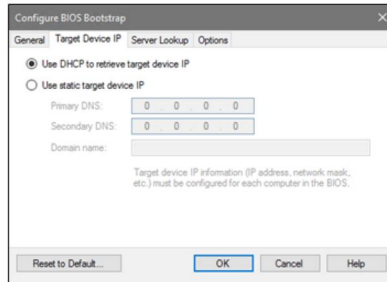 Configure BIOS Bootstrap
General Target Device IP Server Lookup Options
Use DHCP to retrieve target device IP
Use static target device IP
Primary DNS: 0 . 0 . 0 . 0
Secondary DNS: 0 . 0 . 0 . 0
Domain name:
Target device IP information (IP address, network mask,
etc.) must be configured for each computer in the BIOS.
Reset to Default... OK Cancel Help